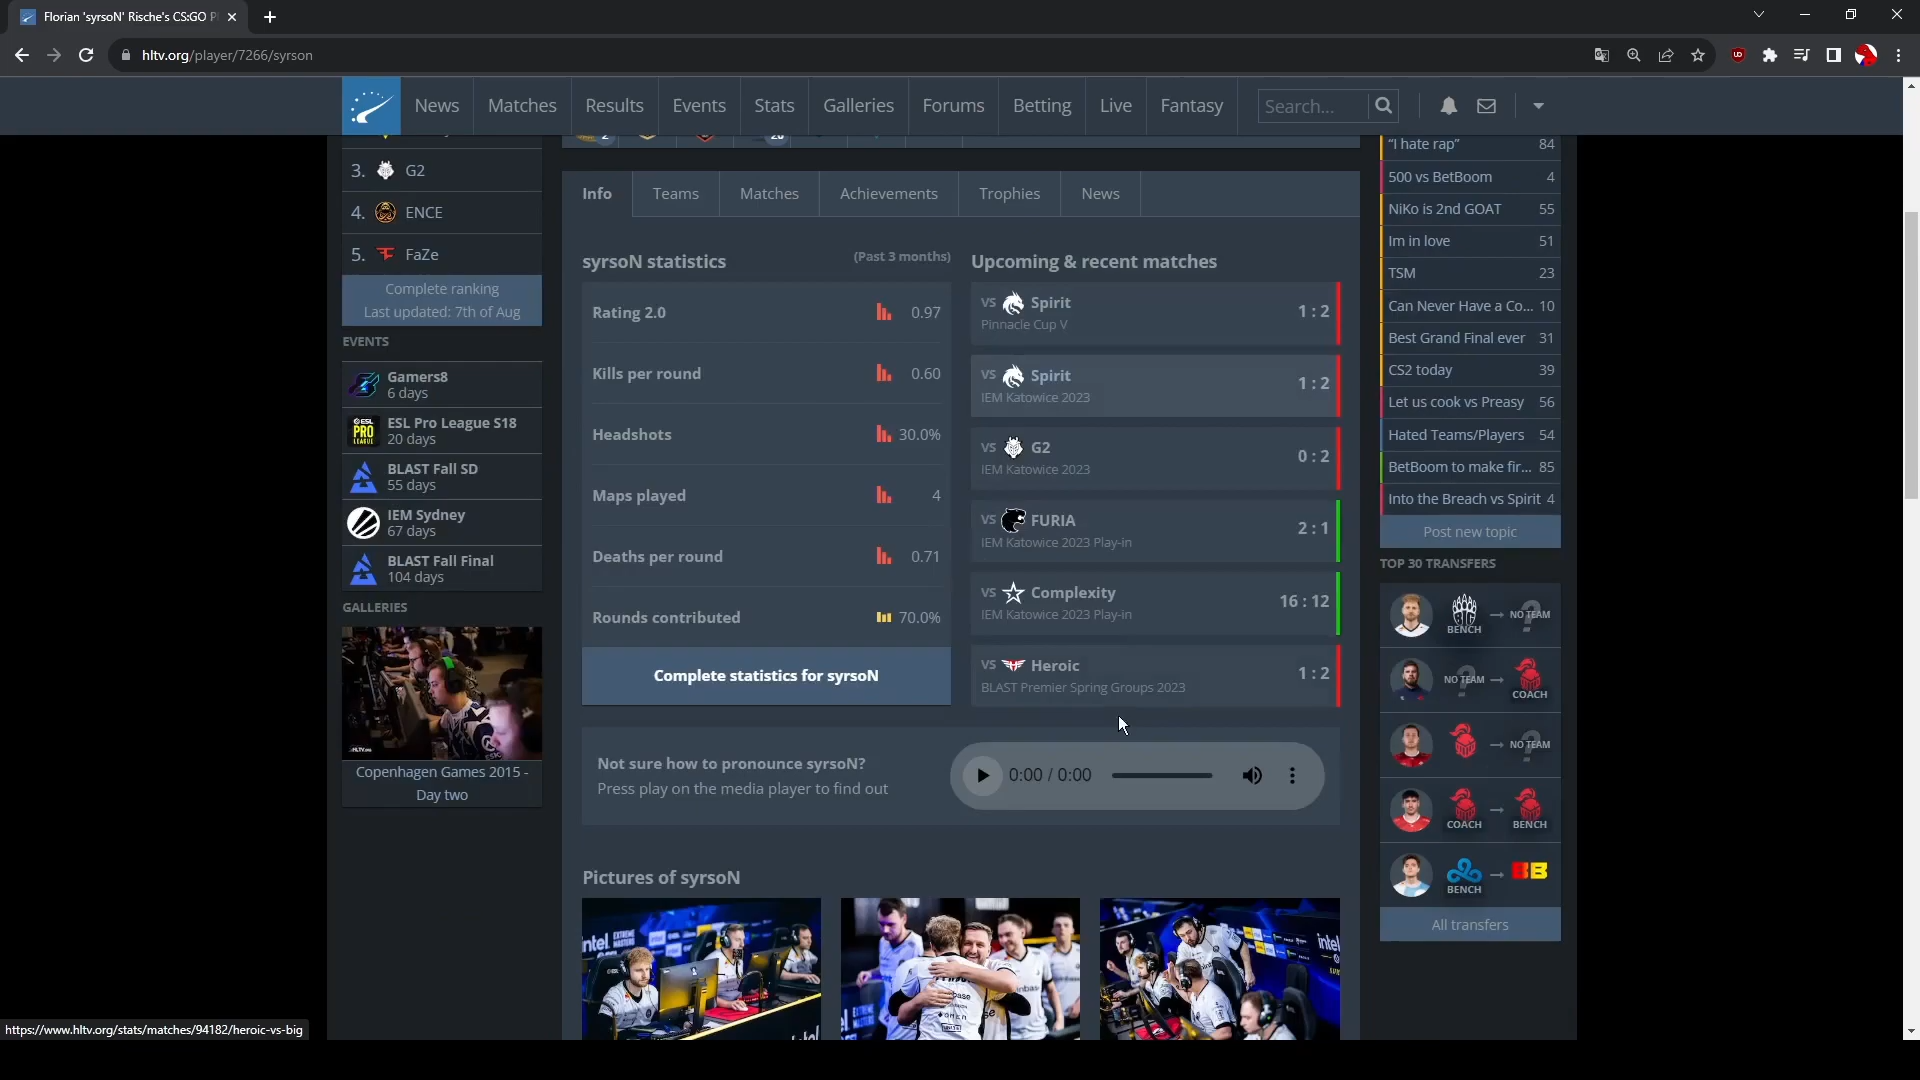 Florian 'syrsoN' Rische's CS:GO P
hltv.org/player/7266/syrson
News
Matches
Results
Events
Stats
Galleries
Forums
Betting
Live
Fantasy
Search...
3. G2
4. ENCE
5. FaZe
Complete ranking
Last updated: 7th of Aug
EVENTS
Gamers8
6 days
ESL Pro League S18
20 days
BLAST Fall SD
55 days
IEM Sydney
67 days
BLAST Fall Final
104 days
GALLERIES
Copenhagen Games 2015 -
Day two
Info
Teams
Matches
Achievements
Trophies
News
syrsoN statistics
(Past 3 months)
Rating 2.0 0.97
Kills per round 0.60
Headshots 30.0%
Maps played 4
Deaths per round 0.71
Rounds contributed 70.0%
Complete statistics for syrsoN
Upcoming & recent matches
VS Spirit 1 : 2
Pinnacle Cup V
VS Spirit 1 : 2
IEM Katowice 2023
VS G2 0 : 2
IEM Katowice 2023
VS FURIA 2 : 1
IEM Katowice 2023 Play-in
VS Complexity 16 : 12
IEM Katowice 2023 Play-in
VS Heroic 1 : 2
BLAST Premier Spring Groups 2023
Not sure how to pronounce syrsoN?
Press play on the media player to find out
0:00 / 0:00
Pictures of syrsoN
"I hate rap" 84
500 vs BetBoom 4
NiKo is 2nd GOAT 55
Im in love 51
TSM 23
Can Never Have a Co... 10
Best Grand Final ever 31
CS2 today 39
Let us cook vs Preasy 56
Hated Teams/Players 54
BetBoom to make fir... 85
Into the Breach vs Spirit 4
Post new topic
TOP 30 TRANSFERS
BENCH → NO TEAM
NO TEAM → COACH
→ NO TEAM
COACH → BENCH
BENCH → BB
All transfers
https://www.hltv.org/stats/matches/94182/heroic-vs-big